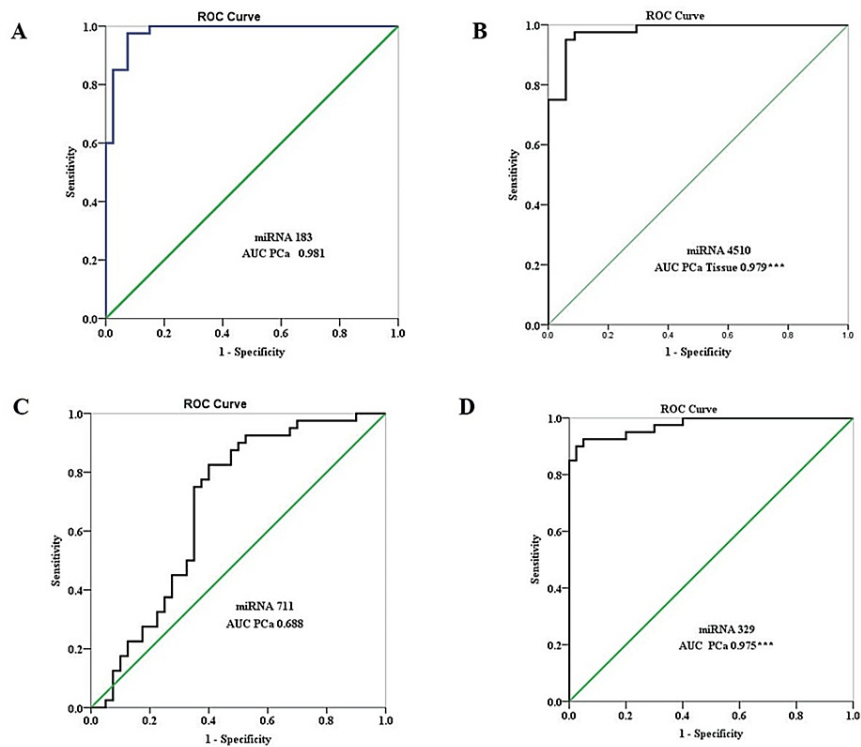 A
ROC Curve
1.0
0.8
0.6
0.4
0.2
0.0
Sensitivity
miRNA 183
AUC PCa 0.981
0.0 0.2 0.4 0.6 0.8 1.0
1 - Specificity
B
ROC Curve
1.0
0.8
0.6
0.4
0.2
0.0
Sensitivity
miRNA 4510
AUC PCa Tissue 0.979***
0.0 0.2 0.4 0.6 0.8 1.0
1 - Specificity
C
ROC Curve
1.0
0.8
0.6
0.4
0.2
0.0
Sensitivity
miRNA 711
AUC PCa 0.688
0.0 0.2 0.4 0.6 0.8 1.0
1 - Specificity
D
ROC Curve
1.0
0.8
0.6
0.4
0.2
0.0
Sensitivity
miRNA 329
AUC PCa 0.975***
0.0 0.2 0.4 0.6 0.8 1.0
1 - Specificity